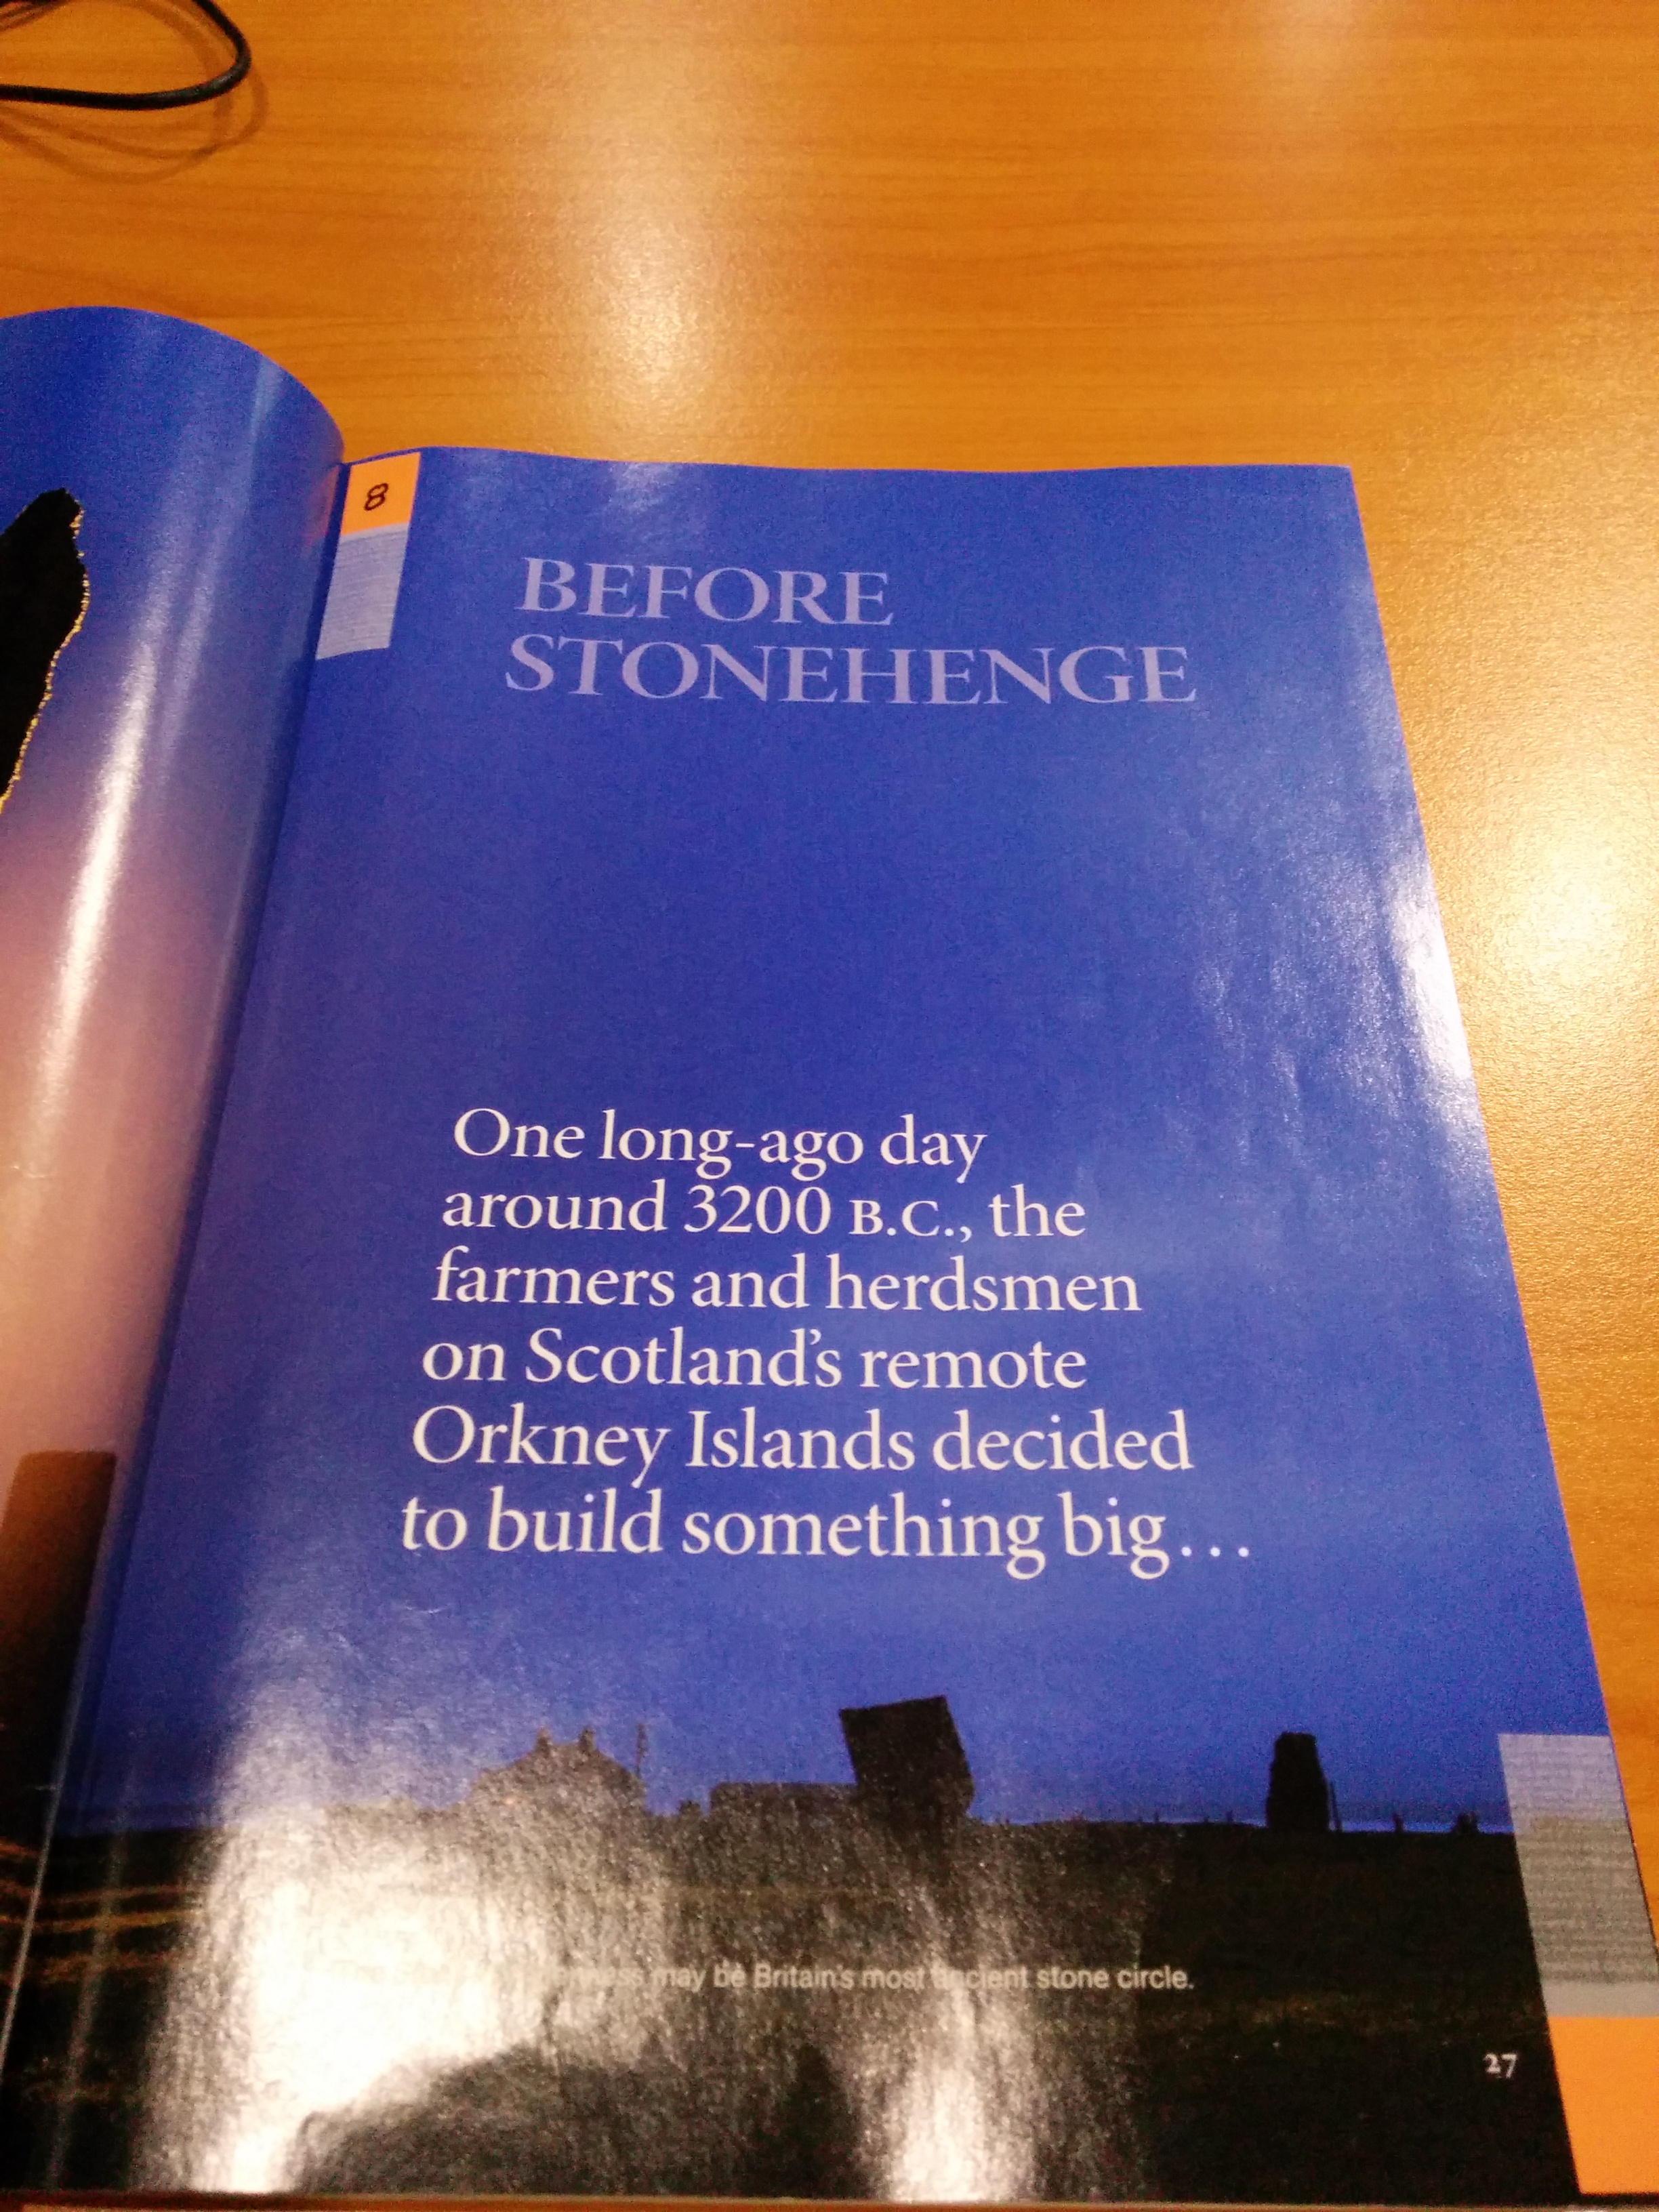 8
BEFORE
STONEHENGE
One long-ago day
around 3200 B.C., the
farmers and herdsmen
on Scotland's remote
Orkney Islands decided
to build something big...
may be Britain's most ancient stone circle.
27